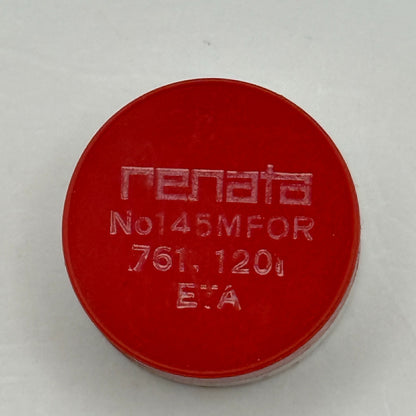 renata
No145MFOR
761. 120
ETA